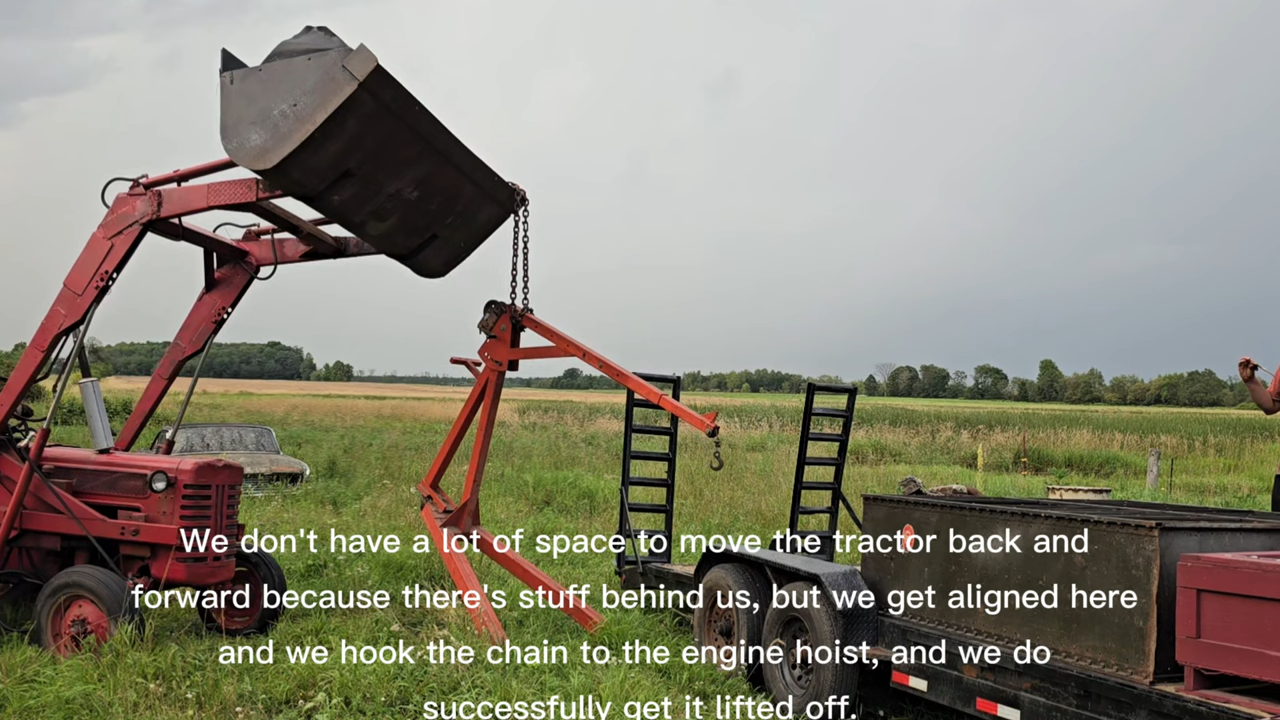 We don't have a lot of space to move the tractor back and
forward because there's stuff behind us, but we get aligned here
and we hook the chain to the engine hoist, and we do
successfully get it lifted off.